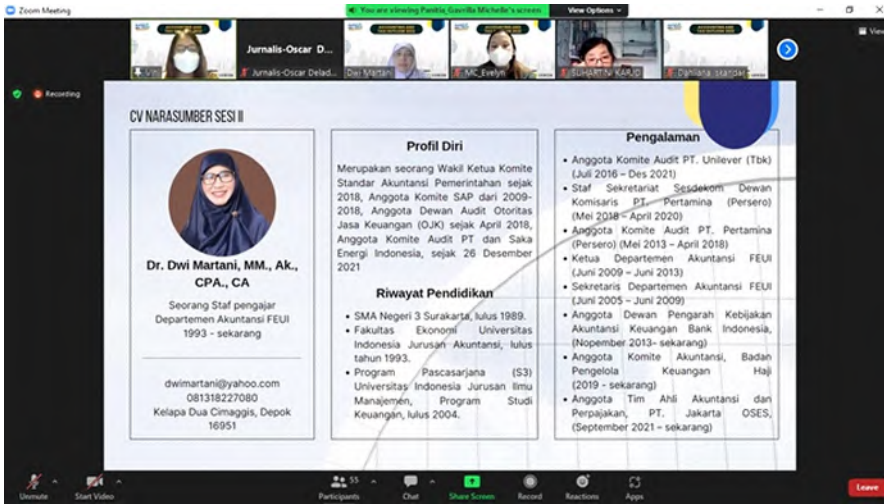 Zoom Meeting
You are viewing Panitia_Gavrilla Michelle's screen
View Options
View
Jurnalis-Oscar D...
Jurnalis-Oscar Delad...
Dwi Martani
MC_Evelyn
SUHARTINI KARJO
Dahliana Iskandar
Recording
CV NARASUMBER SESI II
Dr. Dwi Martani, MM., Ak.,
CPA., CA
Seorang Staf pengajar
Departemen Akuntansi FEUI
1993 - sekarang
dwimartani@yahoo.com
081318227080
Kelapa Dua Cimaggis, Depok
16951
Profil Diri
Merupakan seorang Wakil Ketua Komite
Standar Akuntansi Pemerintahan sejak
2018, Anggota Komite SAP dari 2009-
2018, Anggota Dewan Audit Otoritas
Jasa Keuangan (OJK) sejak April 2018,
Anggota Komite Audit PT dan Saka
Energi Indonesia, sejak 26 Desember
2021
Riwayat Pendidikan
• SMA Negeri 3 Surakarta, lulus 1989.
• Fakultas Ekonomi Universitas
Indonesia Jurusan Akuntansi, lulus
tahun 1993.
• Program Pascasarjana (S3)
Universitas Indonesia Jurusan Ilmu
Manajemen, Program Studi
Keuangan, lulus 2004.
Pengalaman
• Anggota Komite Audit PT. Unilever (Tbk)
(Juli 2016 – Des 2021)
• Staf Sekretariat Sesdekom Dewan
Komisaris PT. Pertamina (Persero)
(Mei 2018 – April 2020)
• Anggota Komite Audit PT. Pertamina
(Persero) (Mei 2013 – April 2018)
• Ketua Departemen Akuntansi FEUI
(Juni 2009 – Juni 2013)
• Sekretaris Departemen Akuntansi FEUI
(Juni 2005 – Juni 2009)
• Anggota Dewan Pengarah Kebijakan
Akuntansi Keuangan Bank Indonesia,
(Nopember 2013- sekarang)
• Anggota Komite Akuntansi, Badan
Pengelola Keuangan Haji
(2019 - sekarang)
• Anggota Tim Ahli Akuntansi dan
Perpajakan, PT. Jakarta OSES,
(September 2021 – sekarang)
Unmute
Start Video
55
Participants
Chat
Share Screen
Record
Reactions
Apps
Leave